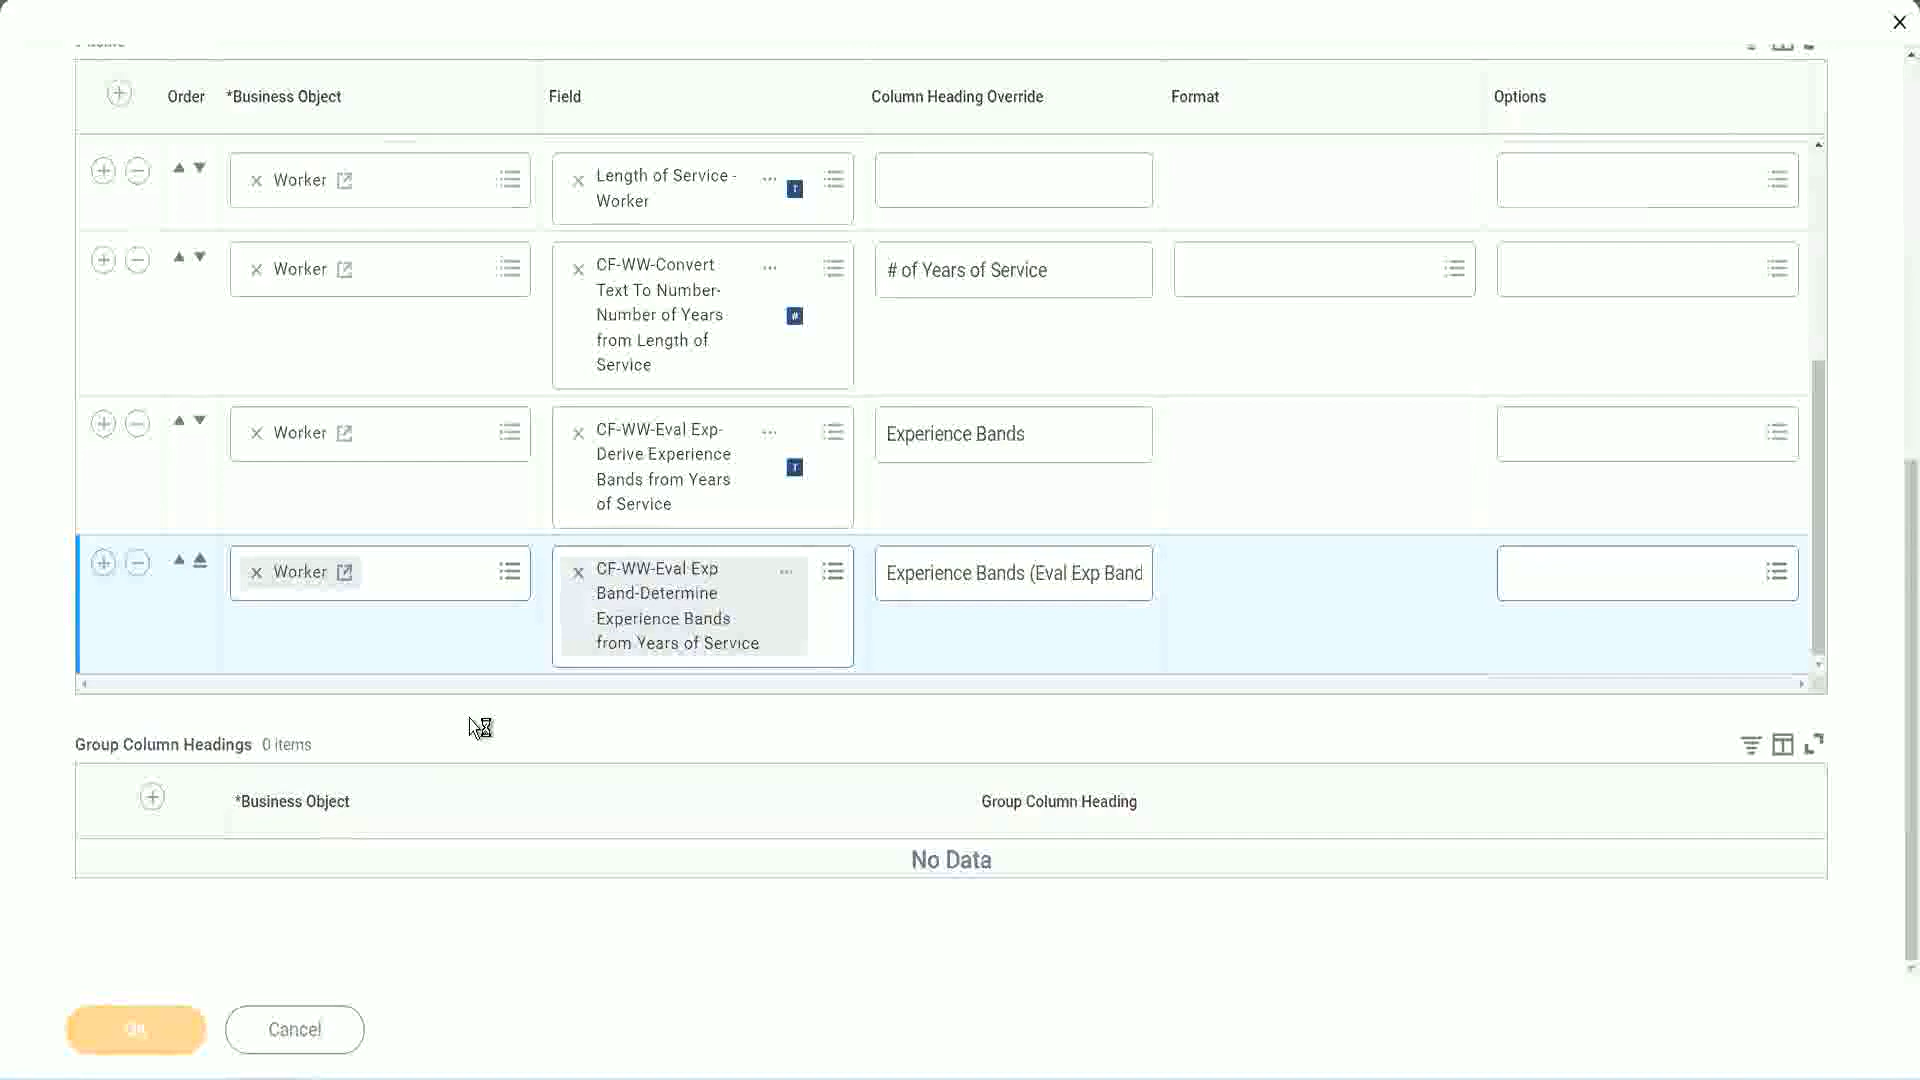 Order *Business Object Field Column Heading Override Format Options
Worker
Length of Service -
Worker
Worker
CF-WW-Convert
Text To Number-
Number of Years
from Length of
Service
# of Years of Service
Worker
CF-WW-Eval Exp-
Derive Experience
Bands from Years
of Service
Experience Bands
Worker
CF-WW-Eval Exp
Band-Determine
Experience Bands
from Years of Service
Experience Bands (Eval Exp Band
Group Column Headings 0 items
*Business Object Group Column Heading
No Data
Cancel